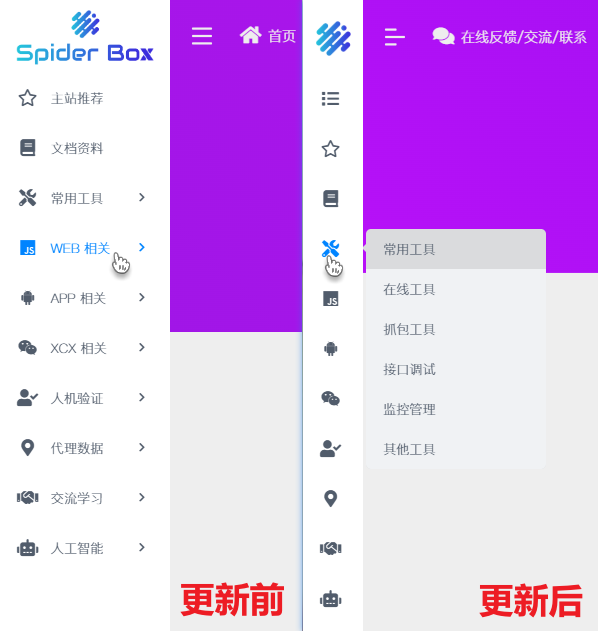 Spider Box
主站推荐
文档资料
常用工具
JS WEB 相关
APP 相关
XCX 相关
人机验证
代理数据
交流学习
人工智能
首页
更新前
在线反馈/交流/联系
常用工具
在线工具
JS
抓包工具
接口调试
监控管理
其他工具
更新后